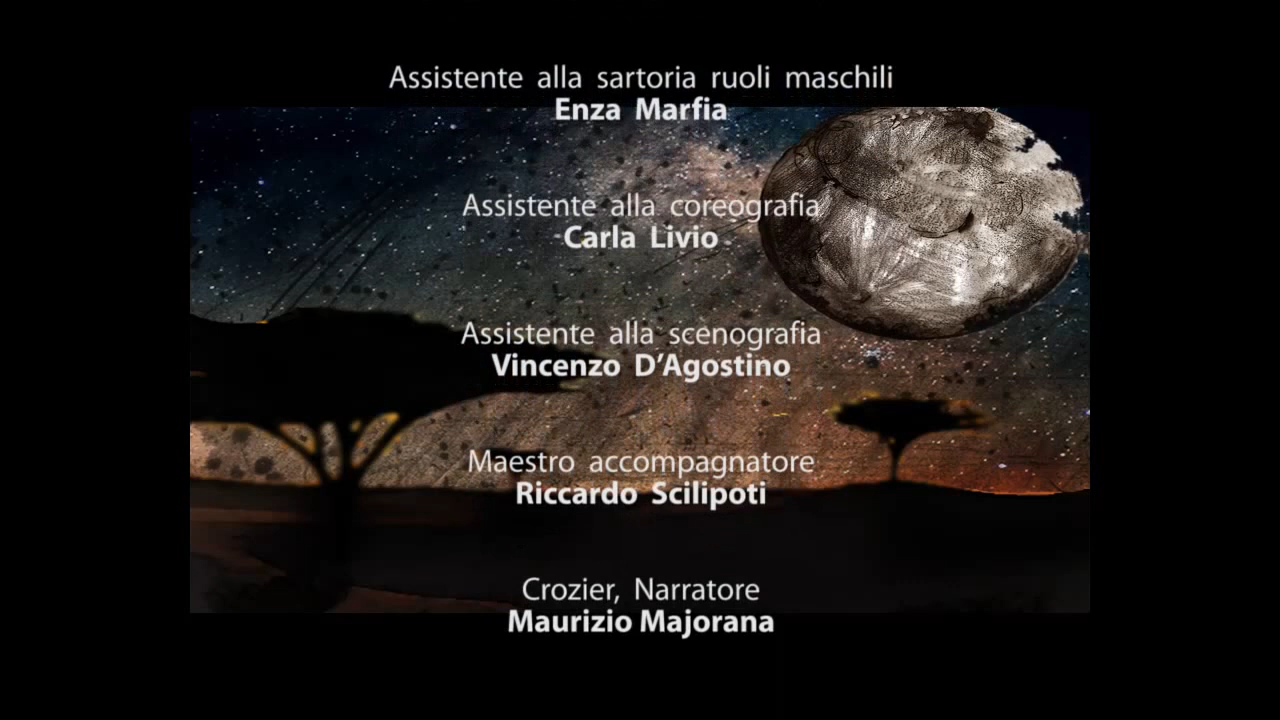 Assistente alla sartoria ruoli maschili
Enza Marfia
Assistente alla coreografia
Carla Livio
Assistente alla scenografia
Vincenzo D’Agostino
Maestro accompagnatore
Riccardo Scilipoti
Crozier, Narratore
Maurizio Majorana